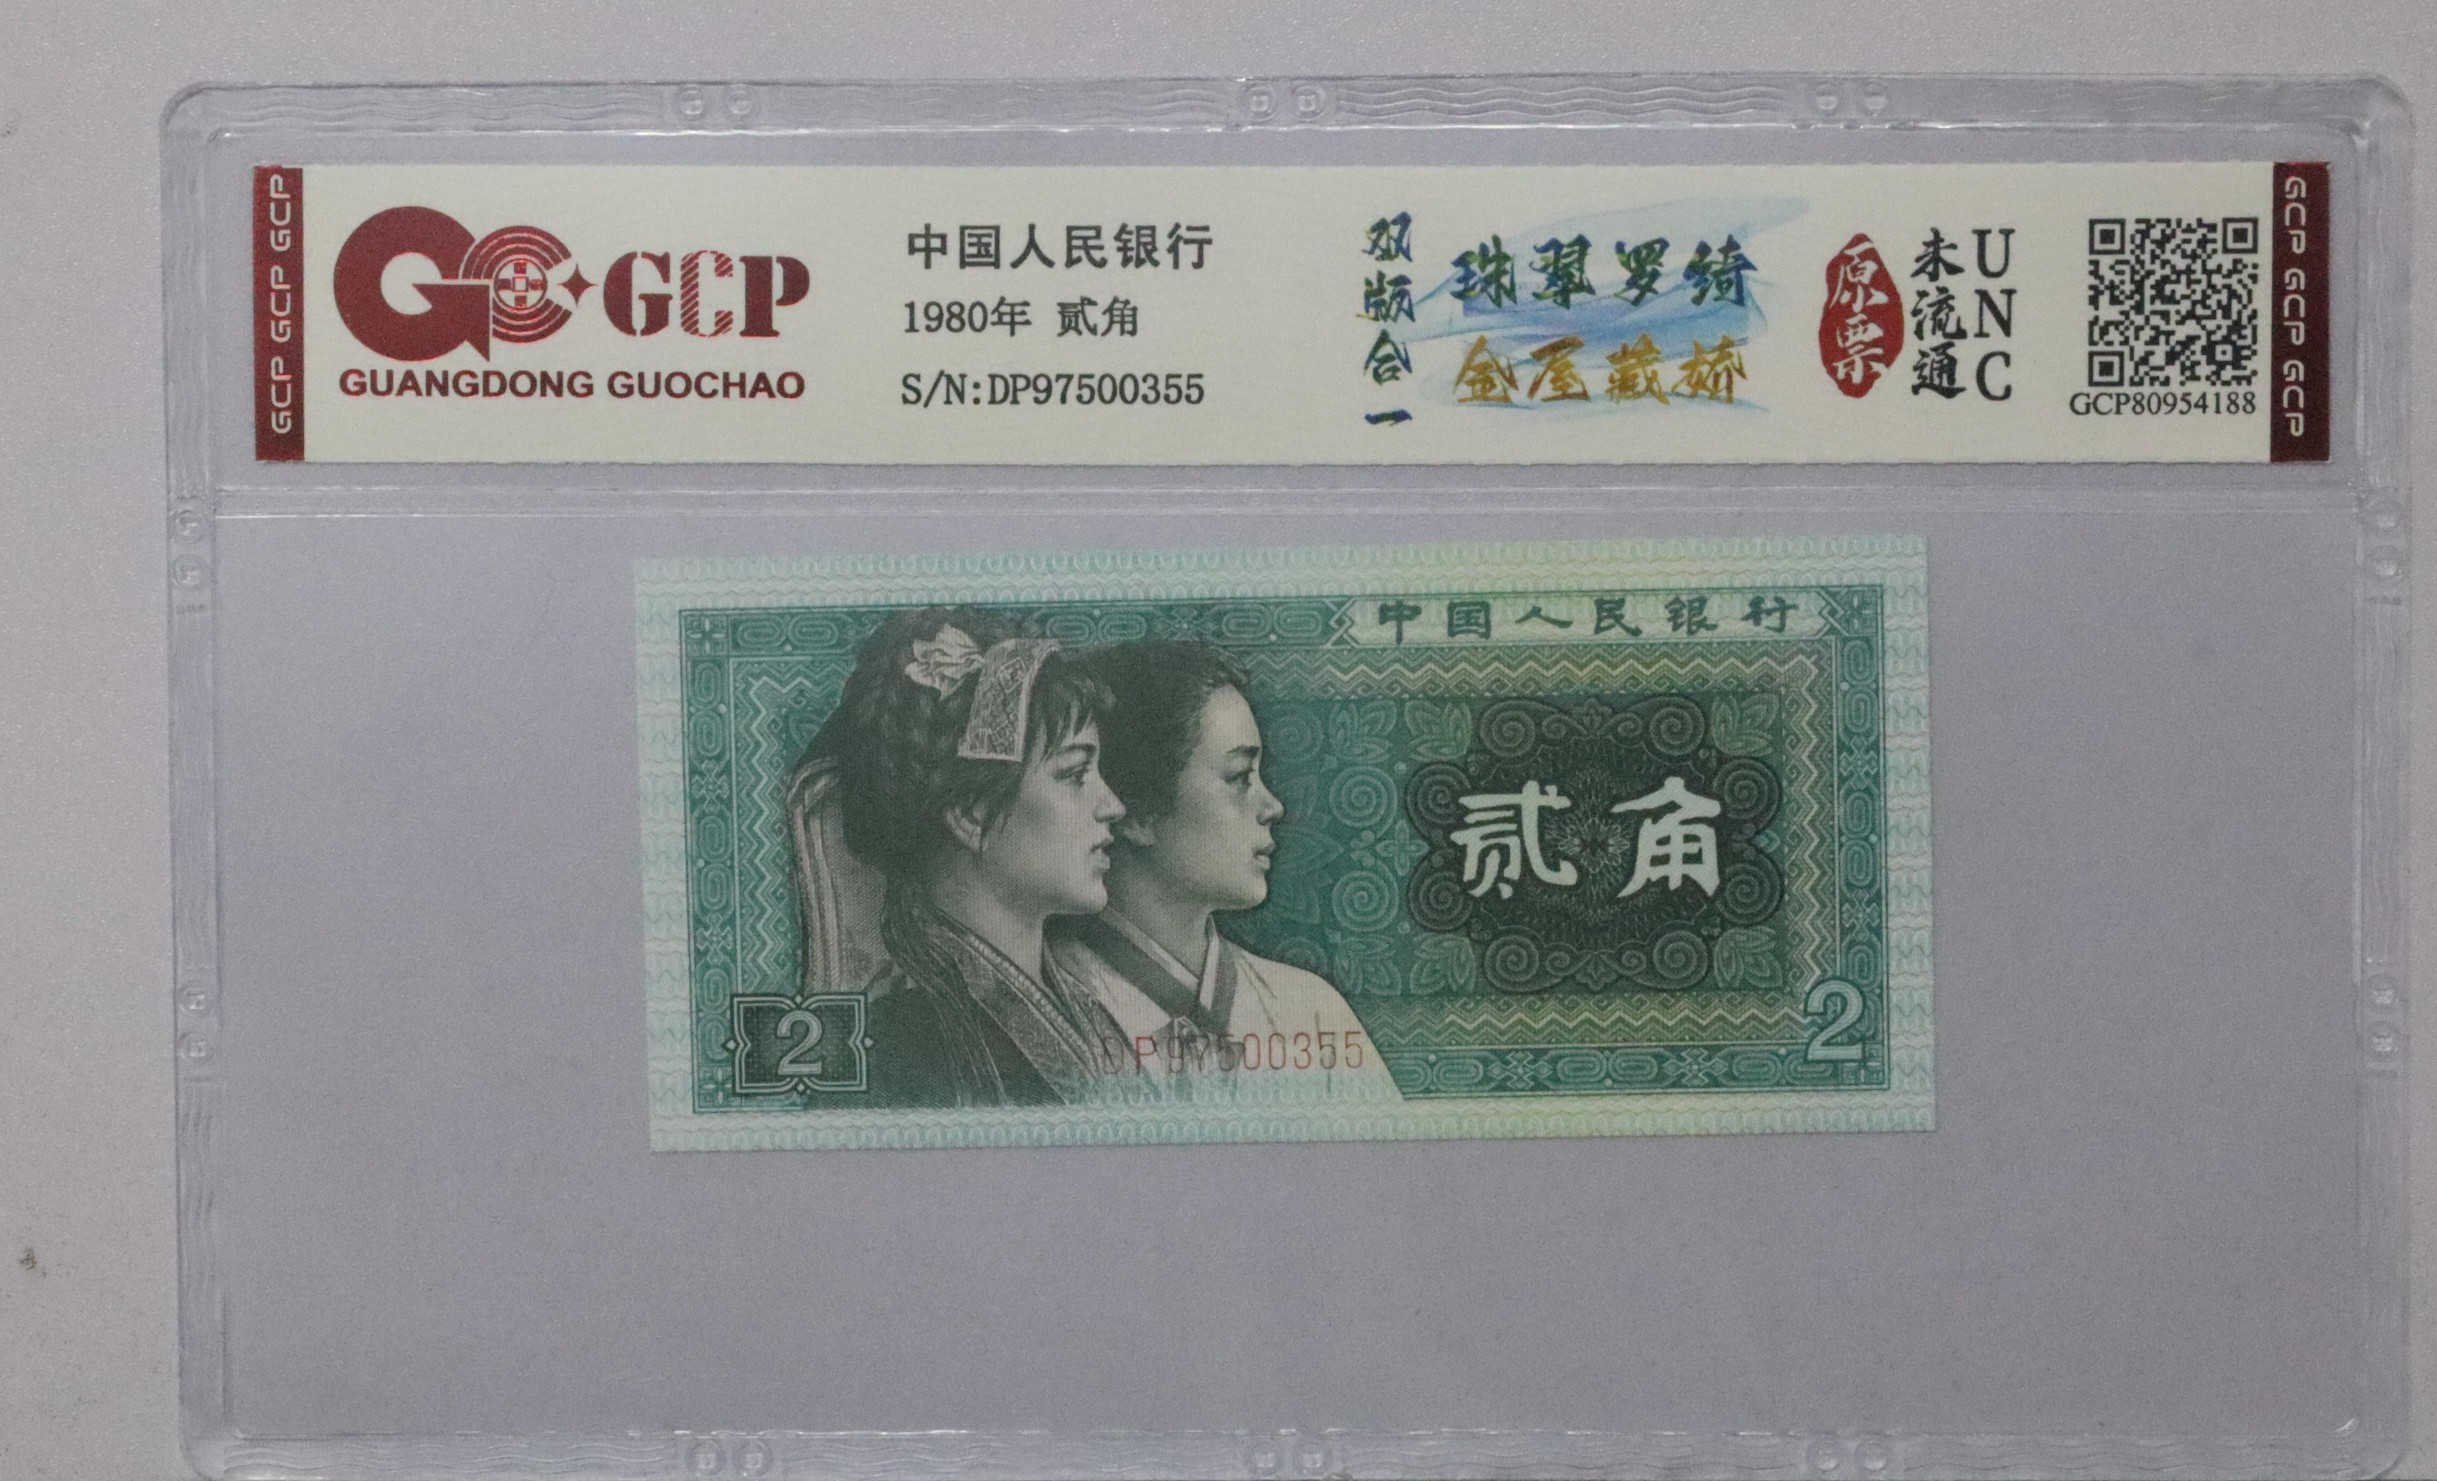 GCP GCP GCP
GCP
GUANGDONG GUOCHAO
中国人民银行
1980年 贰角
S/N:DP97500355
双版合一
珠翠罗绮
金屋藏娇
原票
未流通
UNC
GCP80954188
GCP GCP GCP
中国人民银行
贰角
2
DP97500355
2